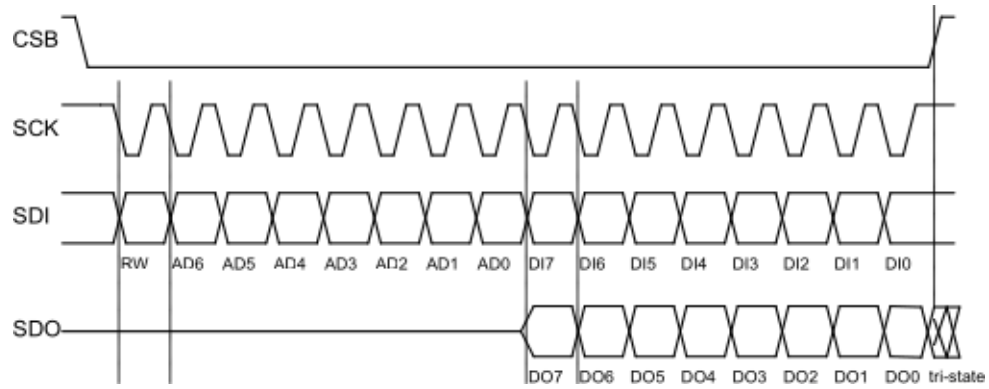 CSB
SCK
SDI
RW AD6 AD5 AD4 AD3 AD2 AD1 AD0 DI7 DI6 DI5 DI4 DI3 DI2 DI1 DI0
SDO
DO7 DO6 DO5 DO4 DO3 DO2 DO1 DO0 tri-state